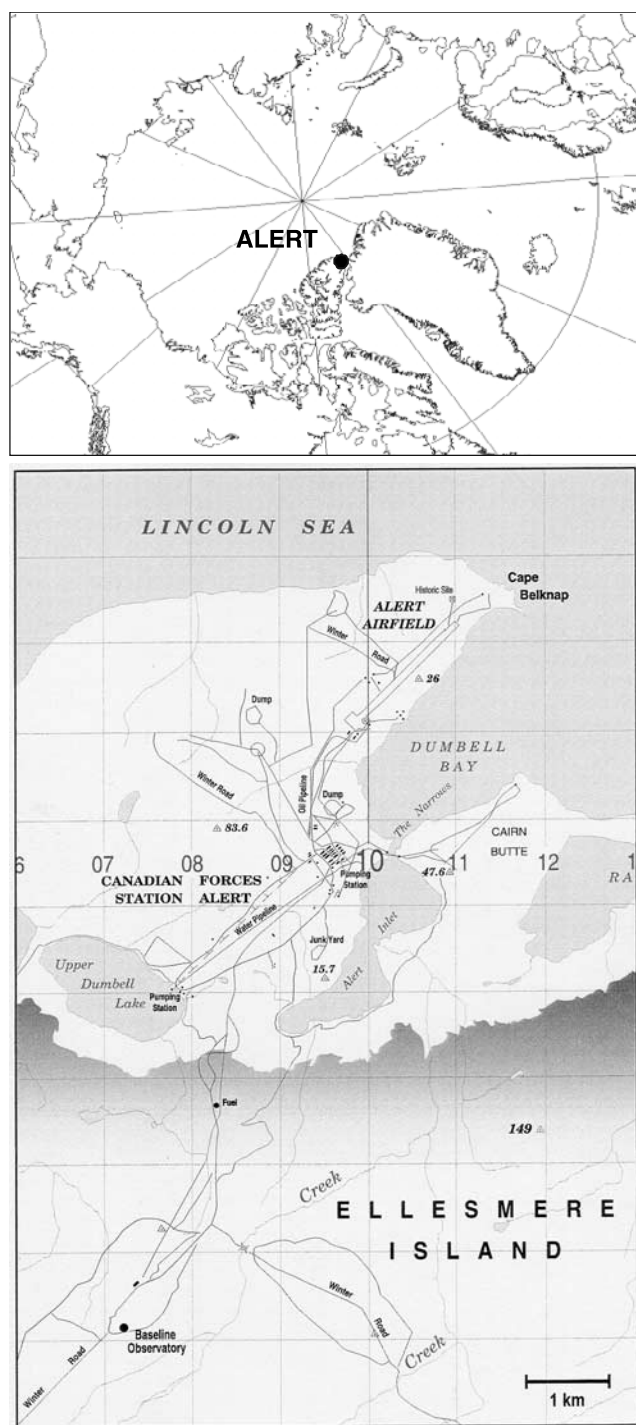 ALERT
LINCOLN SEA
Cape
Belknap
Historic Site
ALERT
AIRFIELD
Winter
Road
26
Dump
DUMBELL
BAY
Winter Road
Oil Pipeline
Dump
The Narrows
83.6
CAIRN
BUTTE
6 07 08 09 10 11 12 1
47.6
RA
CANADIAN FORCES
STATION ALERT
Pumping
Station
Water Pipeline
Inlet
Junk Yard
15.7
Alert
Upper
Dumbell
Lake
Pumping
Station
Fuel
149
Creek
ELLESMERE
ISLAND
Winter
Road
Baseline
Observatory
Creek
Winter
Road
1 km